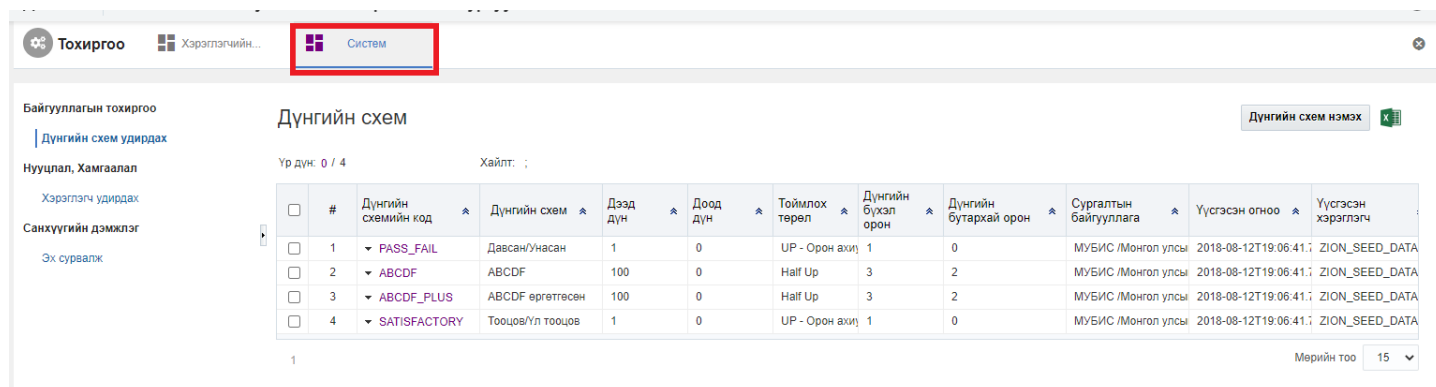 Тохиргоо Хэрэглэгчийн... Систем
Байгууллагын тохиргоо
Дүнгийн схем удирдах
Нууцлал, Хамгаалал
Хэрэглэгч удирдах
Санхүүгийн дэмжлэг
Эх сурвалж
Дүнгийн схем
Дүнгийн схем нэмэх
Үр дүн: 0 / 4 Хайлт: ;
# Дүнгийн схемийн код Дүнгийн схем Дээд дүн Доод дүн Тоймлох төрөл Дүнгийн бүхэл орон Дүнгийн бутархай орон Сургалтын байгууллага Үүсгэсэн огноо Үүсгэсэн хэрэглэгч
1 PASS_FAIL Давсан/Унасан 1 0 UP - Орон ахиу 1 0 МУБИС /Монгол улсы 2018-08-12T19:06:41.7 ZION_SEED_DATA
2 ABCDF ABCDF 100 0 Half Up 3 2 МУБИС /Монгол улсы 2018-08-12T19:06:41.7 ZION_SEED_DATA
3 ABCDF_PLUS ABCDF өргөтгөсөн 100 0 Half Up 3 2 МУБИС /Монгол улсы 2018-08-12T19:06:41.7 ZION_SEED_DATA
4 SATISFACTORY Тооцов/Үл тооцов 1 0 UP - Орон ахиу 1 0 МУБИС /Монгол улсы 2018-08-12T19:06:41.7 ZION_SEED_DATA
1 Мөрийн тоо 15